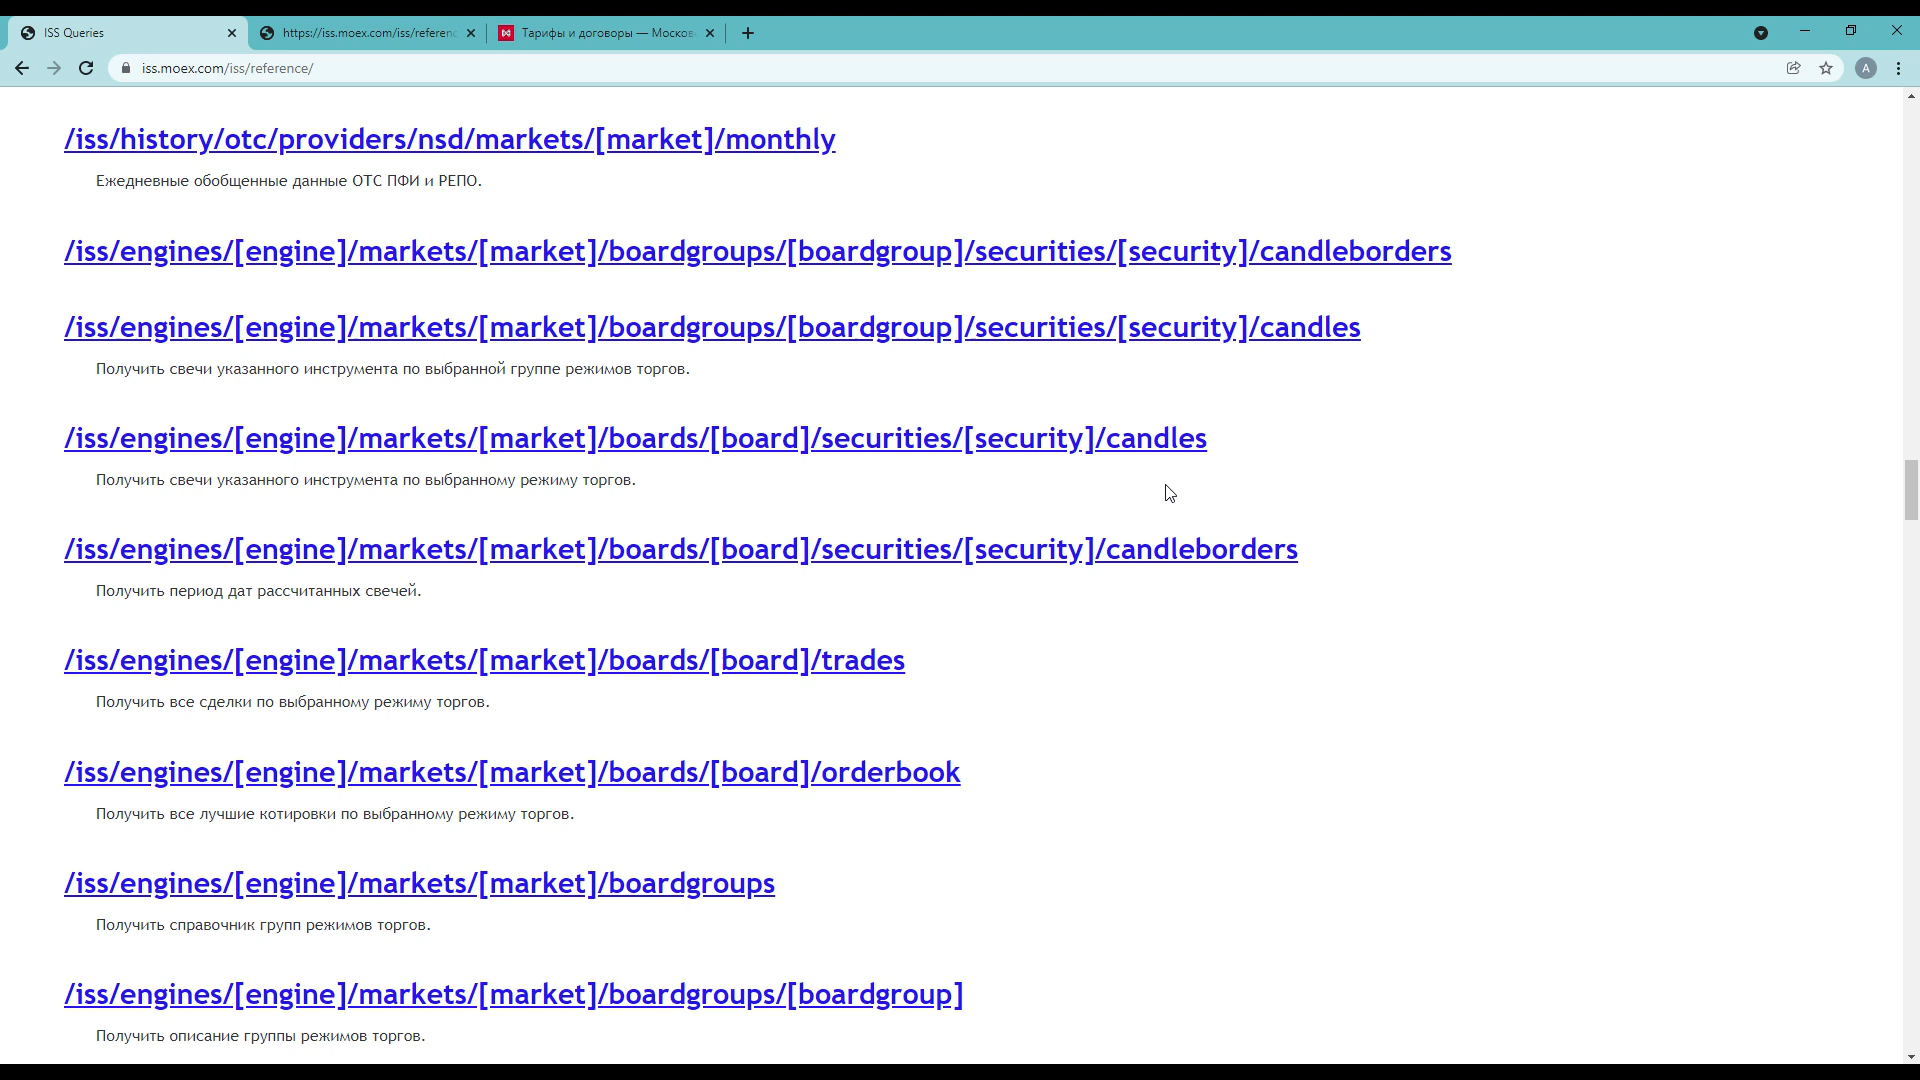 ISS Queries
https://iss.moex.com/iss/referenc
Тарифы и договоры — Москов
iss.moex.com/iss/reference/
A
/iss/history/otc/providers/nsd/markets/[market]/monthly
Ежедневные обобщенные данные ОТС ПФИ и РЕПО.
/iss/engines/[engine]/markets/[market]/boardgroups/[boardgroup]/securities/[security]/candleborders
/iss/engines/[engine]/markets/[market]/boardgroups/[boardgroup]/securities/[security]/candles
Получить свечи указанного инструмента по выбранной группе режимов торгов.
/iss/engines/[engine]/markets/[market]/boards/[board]/securities/[security]/candles
Получить свечи указанного инструмента по выбранному режиму торгов.
/iss/engines/[engine]/markets/[market]/boards/[board]/securities/[security]/candleborders
Получить период дат рассчитанных свечей.
/iss/engines/[engine]/markets/[market]/boards/[board]/trades
Получить все сделки по выбранному режиму торгов.
/iss/engines/[engine]/markets/[market]/boards/[board]/orderbook
Получить все лучшие котировки по выбранному режиму торгов.
/iss/engines/[engine]/markets/[market]/boardgroups
Получить справочник групп режимов торгов.
/iss/engines/[engine]/markets/[market]/boardgroups/[boardgroup]
Получить описание группы режимов торгов.